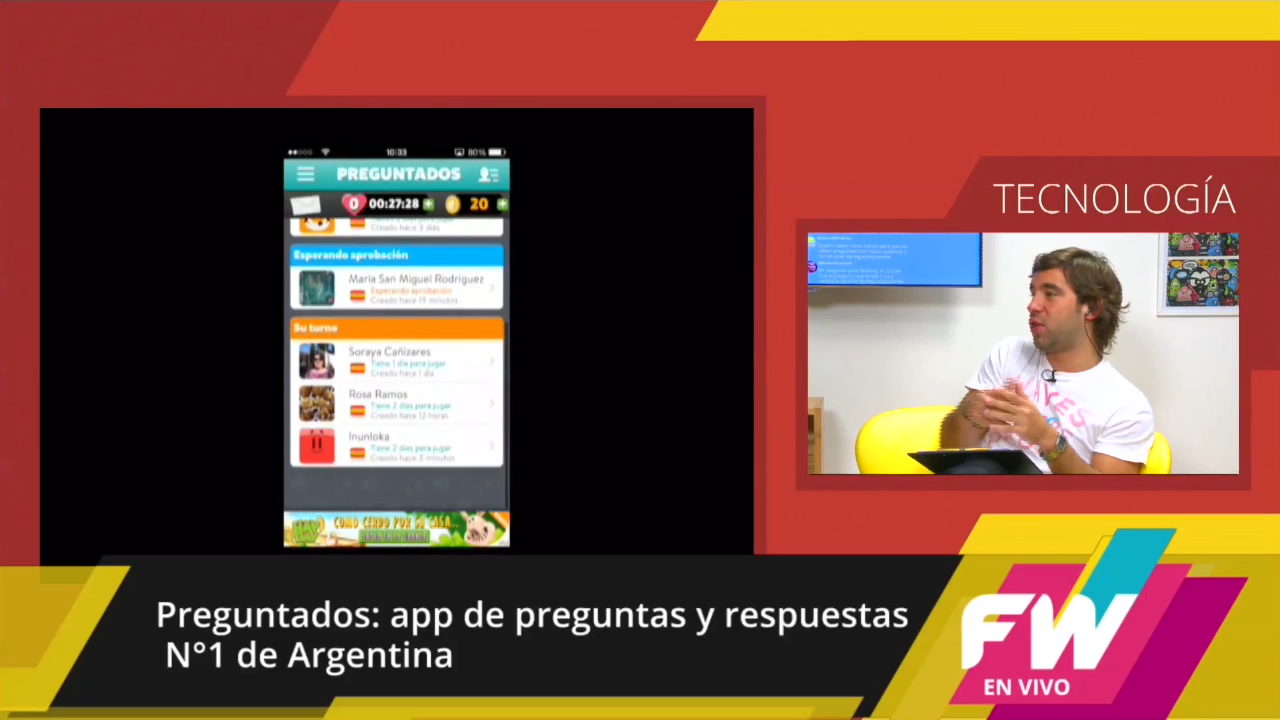 TECNOLOGÍA
10:33
80%
PREGUNTADOS
0 00:27:28
20
Creado hace 3 días
Esperando aprobación
Maria San Miguel Rodriguez
Esperando aprobación
Creado hace 19 minutos
Su turno
Soraya Cañizares
Tiene 1 día para jugar
Creado hace 1 día
Rosa Ramos
Tiene 2 días para jugar
Creado hace 12 horas
Inunloka
Tiene 2 días para jugar
Creado hace 3 minutos
COMO CERDO POR SU CASA...
Preguntados: app de preguntas y respuestas
N°1 de Argentina
FW
EN VIVO